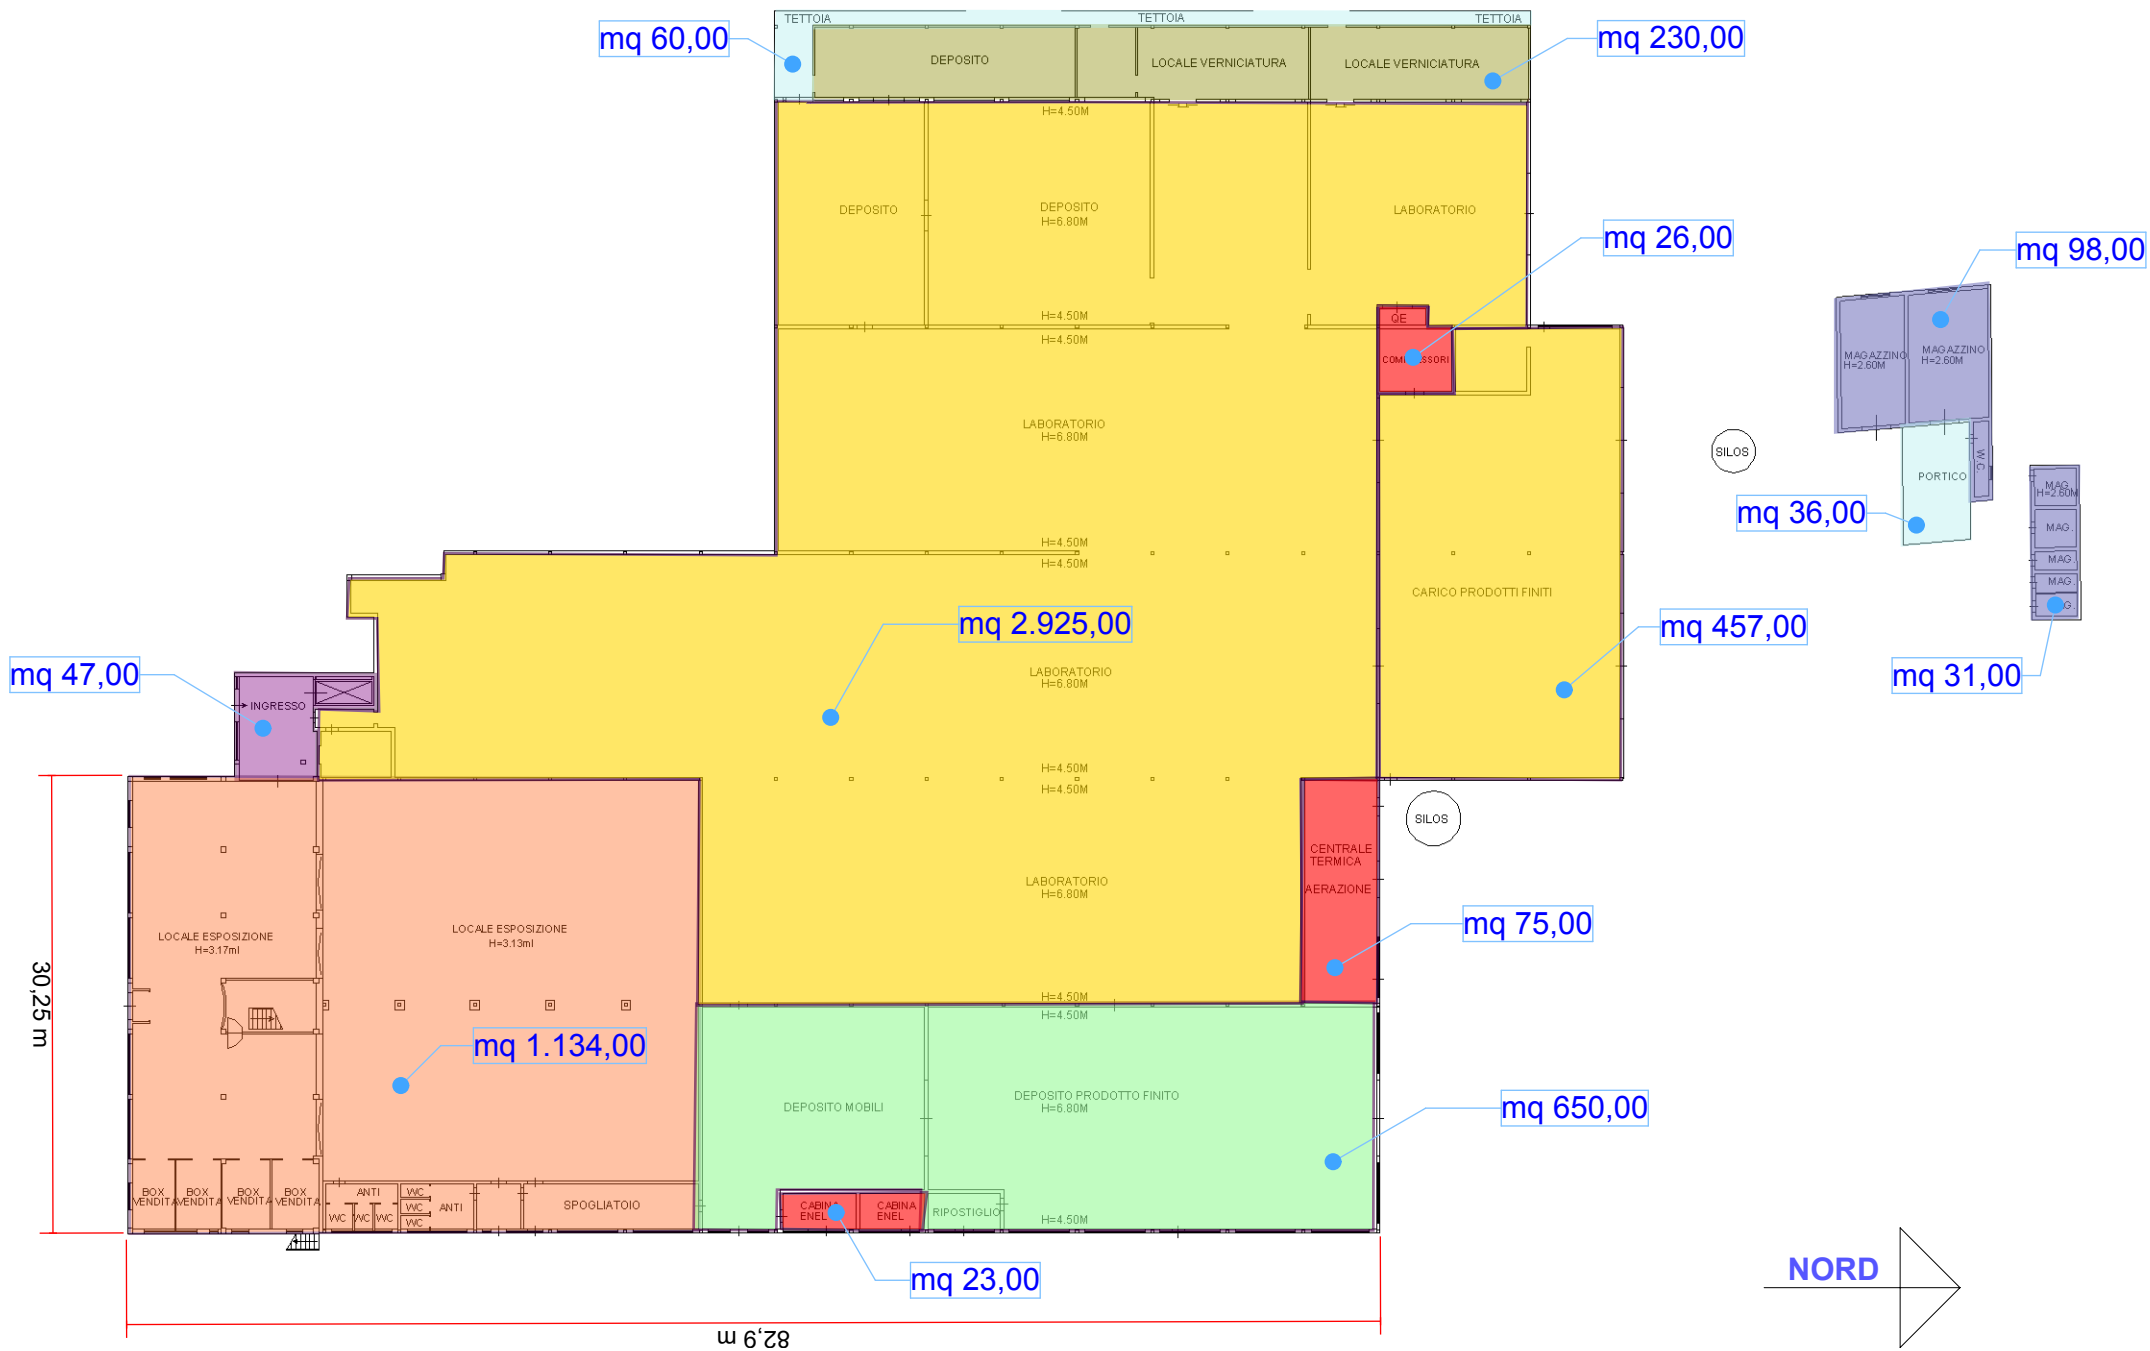 TETTOIA
TETTOIA
TETTOIA
mq 60,00
mq 230,00
DEPOSITO
LOCALE VERNICIATURA
LOCALE VERNICIATURA
H=4.50M
DEPOSITO
DEPOSITO
H=6.80M
LABORATORIO
mq 26,00
mq 98,00
H=4.50M
QE
H=4.50M
MAGAZZINO
H=2.60M
MAGAZZINO
H=2.60M
LABORATORIO
H=6.80M
SILOS
W.C.
PORTICO
MAG
H=2.60M
mq 36,00
MAG.
H=4.50M
H=4.50M
MAG.
MAG.
CARICO PRODOTTI FINITI
mq 2.925,00
mq 457,00
mq 47,00
LABORATORIO
H=6.80M
mq 31,00
INGRESSO
H=4.50M
H=4.50M
SILOS
CENTRALE
TERMICA
AERAZIONE
LABORATORIO
H=6.80M
LOCALE ESPOSIZIONE
H=3.17ml
LOCALE ESPOSIZIONE
H=3.13ml
mq 75,00
30,25 m
H=4.50M
H=4.50M
mq 1.134,00
DEPOSITO MOBILI
DEPOSITO PRODOTTO FINITO
H=6.80M
mq 650,00
BOX
VENDITA
BOX
VENDITA
BOX
VENDITA
BOX
VENDITA
ANTI
WC
WC
WC
WC
WC
WC
ANTI
SPOGLIATOIO
CABINA
ENEL
CABINA
ENEL
RIPOSTIGLIO
H=4.50M
mq 23,00
NORD
82,9 m